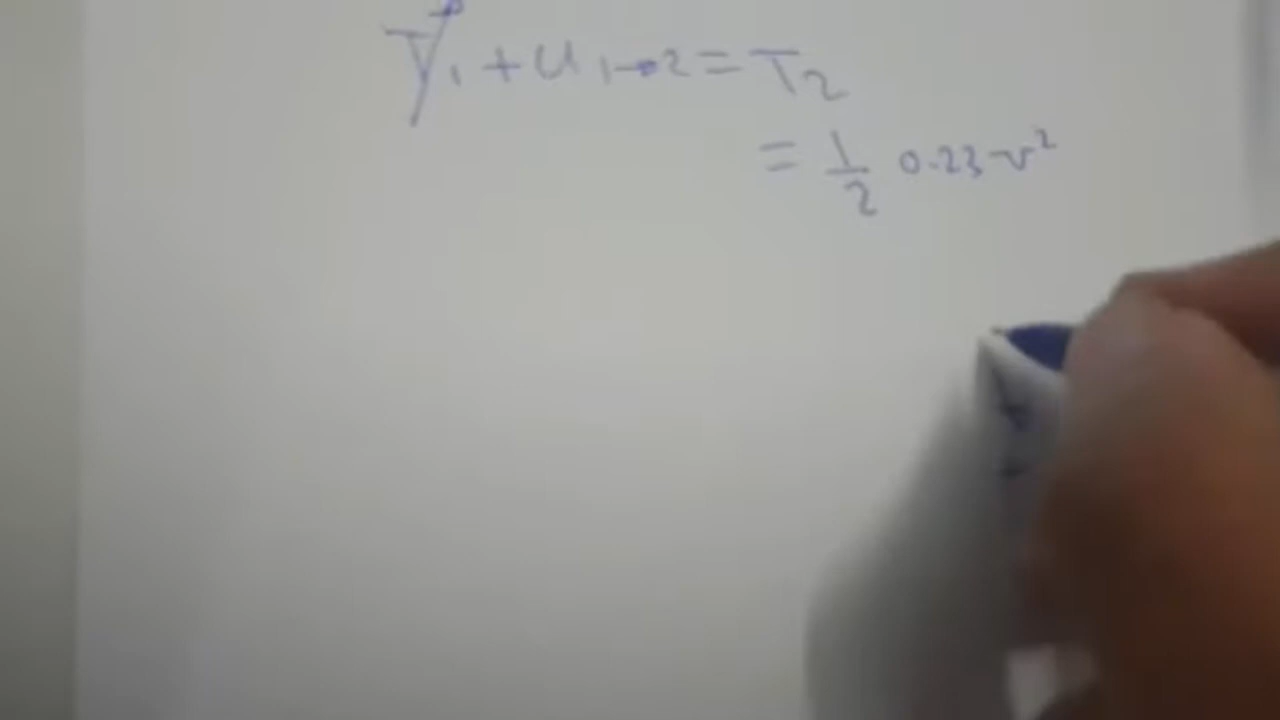 T₁ + U₁→₂ = T₂
= 1/2 0.23 v²